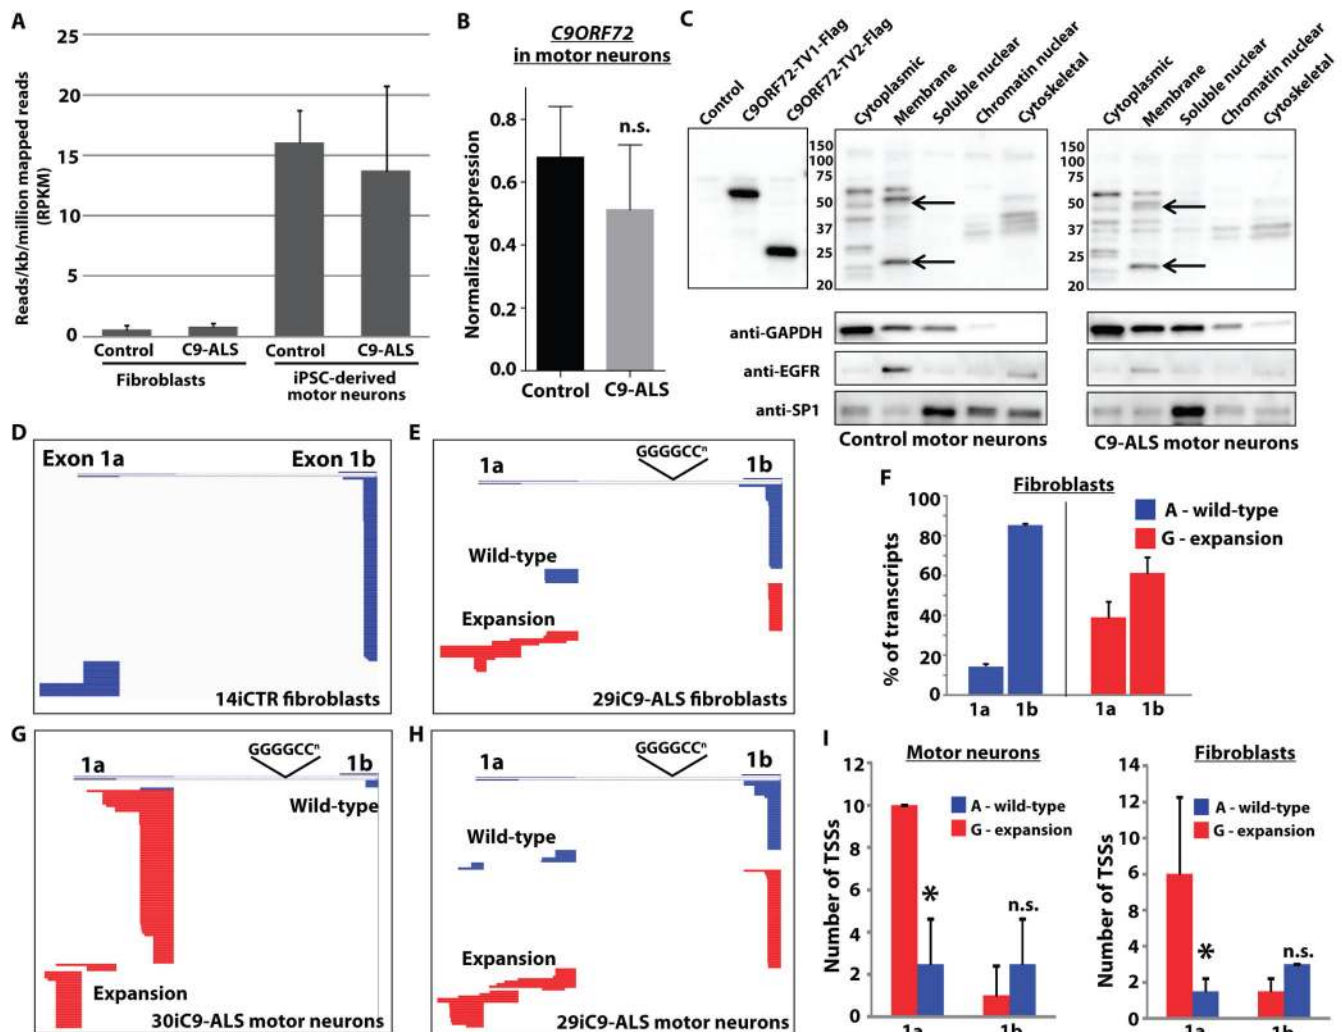 A
25
20
15
10
5
0
Reads/kb/million mapped reads
(RPKM)
Control
C9-ALS
Control
C9-ALS
Fibroblasts
iPSC-derived
motor neurons
B
C9ORF72
in motor neurons
Normalized expression
0.8
0.6
0.4
0.2
0.0
n.s.
Control
C9-ALS
C
Control
C9ORF72-TV1-Flag
C9ORF72-TV2-Flag
Cytoplasmic
Membrane
Soluble nuclear
Chromatin nuclear
Cytoskeletal
Cytoplasmic
Membrane
Soluble nuclear
Chromatin nuclear
Cytoskeletal
150
100
75
50
37
25
20
150
100
75
50
37
25
20
anti-GAPDH
anti-EGFR
anti-SP1
Control motor neurons
C9-ALS motor neurons
D
Exon 1a
Exon 1b
14iCTR fibroblasts
E
GGGGCCⁿ
1a
1b
Wild-type
Expansion
29iC9-ALS fibroblasts
F
Fibroblasts
% of transcripts
100
80
60
40
20
0
A - wild-type
G - expansion
1a
1b
1a
1b
G
GGGGCCⁿ
1a
1b
Wild-type
Expansion
30iC9-ALS motor neurons
H
GGGGCCⁿ
1a
1b
Wild-type
Expansion
29iC9-ALS motor neurons
I
Motor neurons
Number of TSSs
12
10
8
6
4
2
0
A - wild-type
G - expansion
*
n.s.
1a
1b
Fibroblasts
Number of TSSs
14
12
10
6
8
4
2
0
A - wild-type
G - expansion
*
n.s.
1a
1b